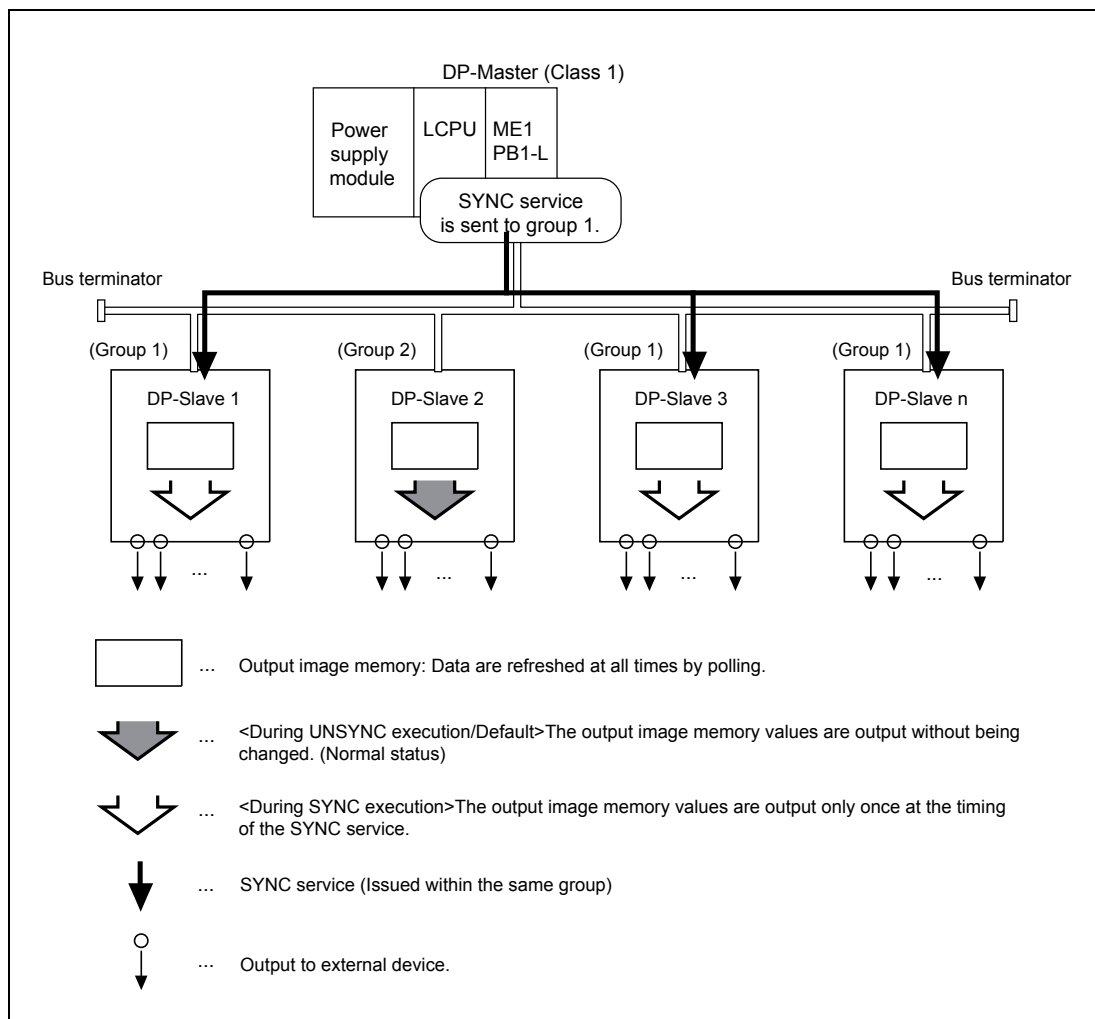 DP-Master (Class 1)
Power
supply
module
LCPU
ME1
PB1-L
SYNC service
is sent to group 1.
Bus terminator
Bus terminator
(Group 1)
(Group 2)
(Group 1)
(Group 1)
DP-Slave 1
DP-Slave 2
DP-Slave 3
DP-Slave n
...
...
...
...
... Output image memory: Data are refreshed at all times by polling.
... <During UNSYNC execution/Default>The output image memory values are output without being
changed. (Normal status)
... <During SYNC execution>The output image memory values are output only once at the timing
of the SYNC service.
... SYNC service (Issued within the same group)
... Output to external device.